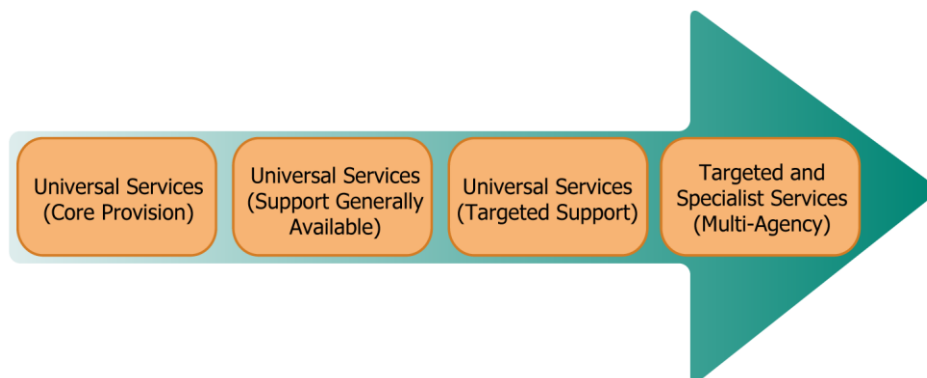 Universal Services
(Core Provision)
Universal Services
(Support Generally
Available)
Universal Services
(Targeted Support)
Targeted and
Specialist Services
(Multi-Agency)